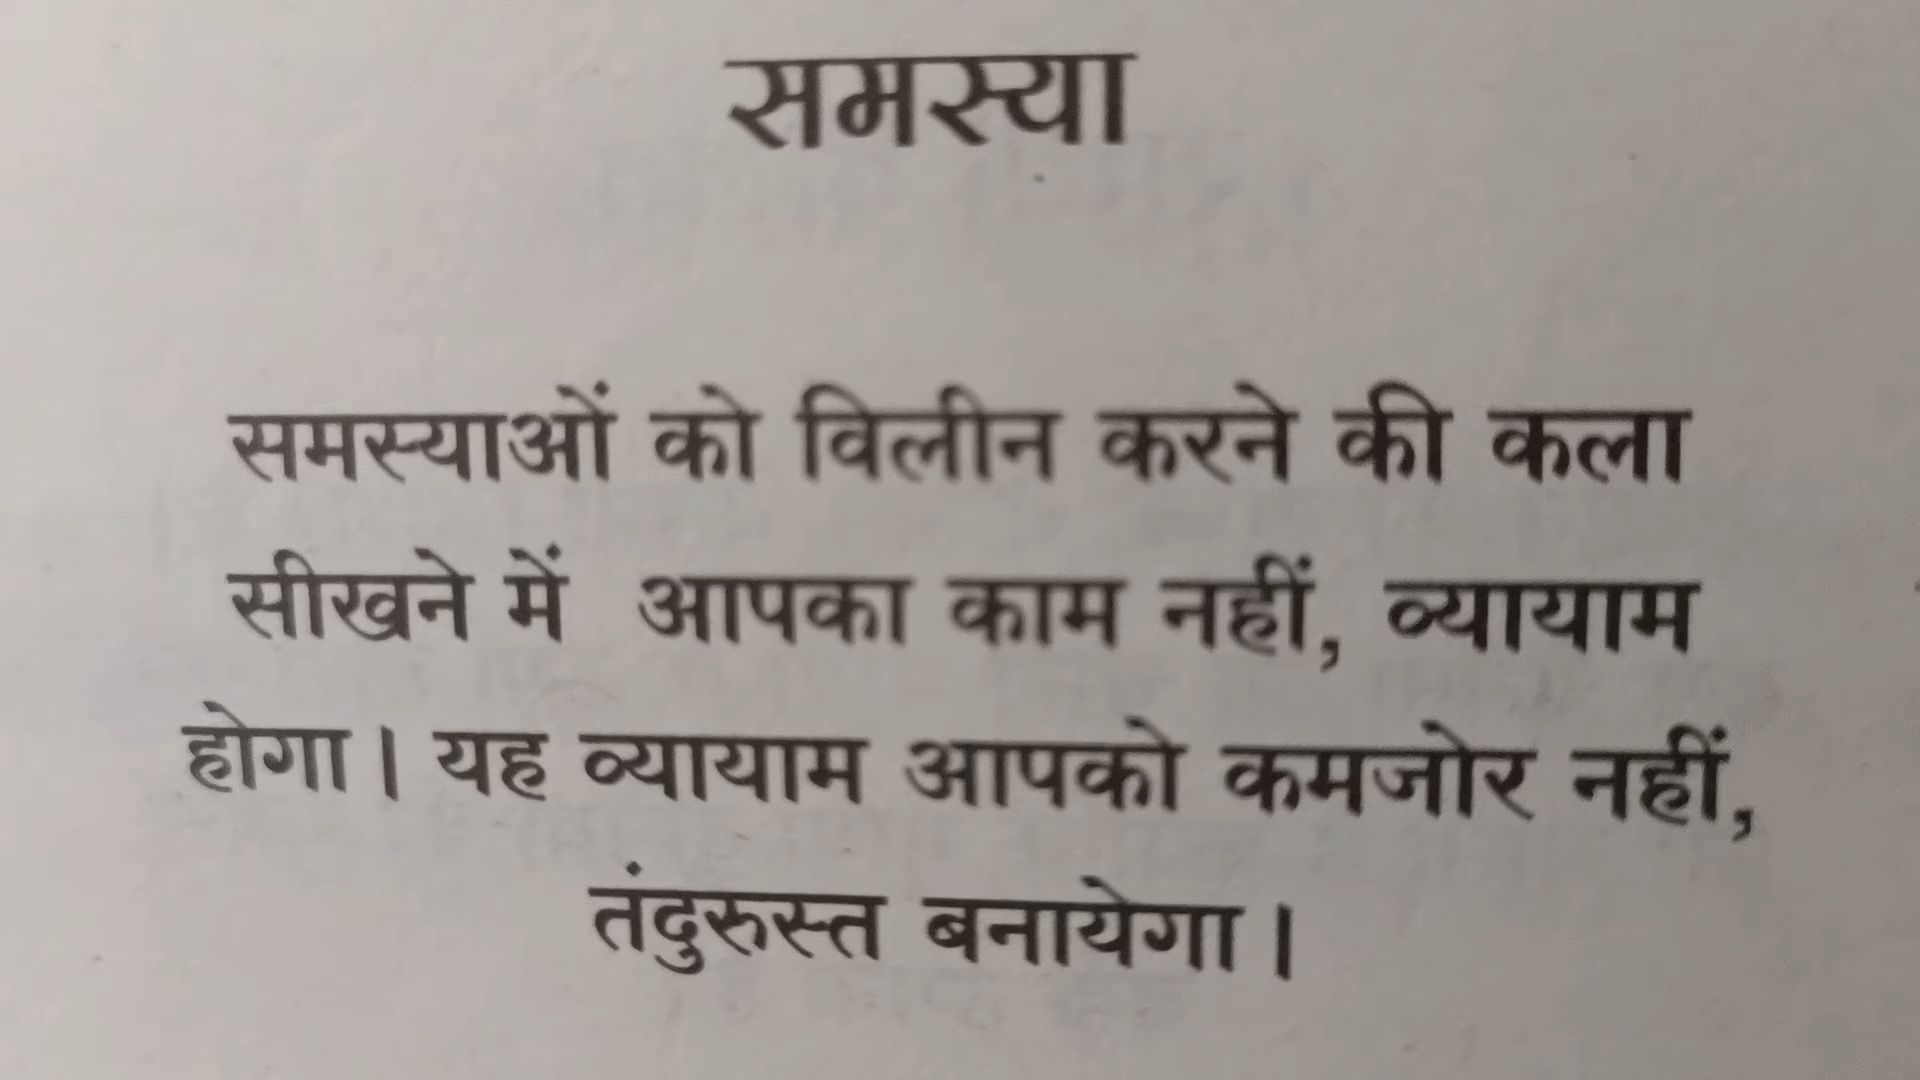 समस्या
समस्याओं को विलीन करने की कला
सीखने में आपका काम नहीं, व्यायाम
होगा। यह व्यायाम आपको कमजोर नहीं,
तंदुरुस्त बनायेगा।